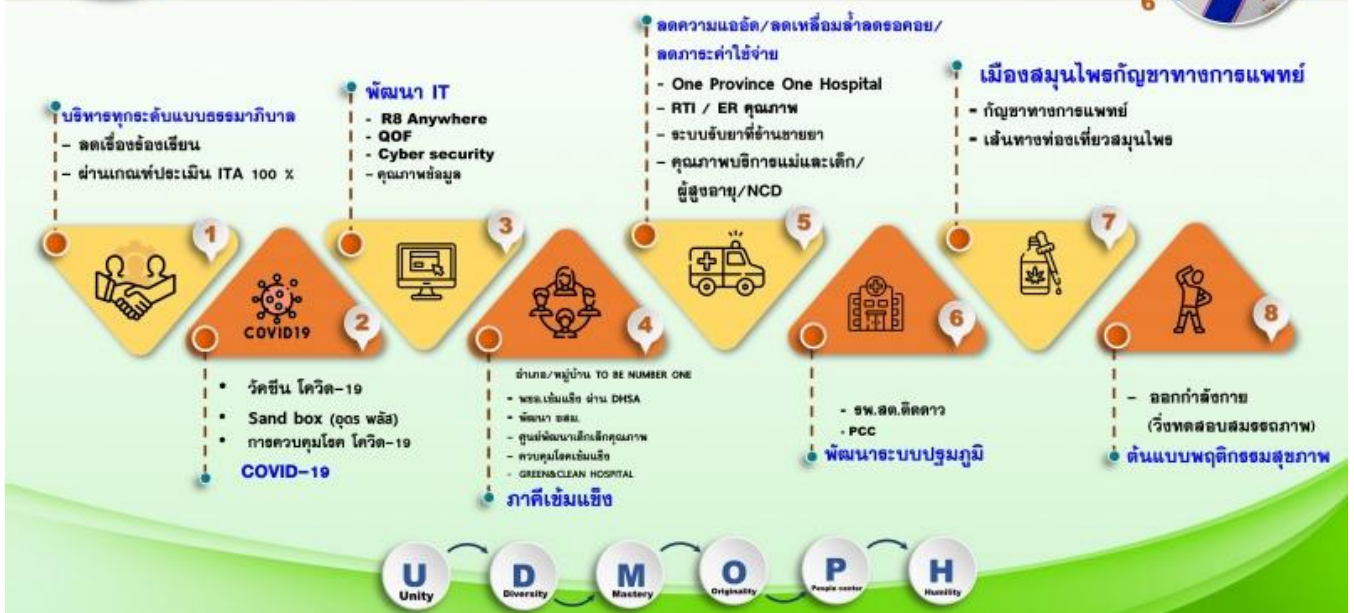 6
บริหารทุกระดับแบบธรรมาภิบาล
- ลดเรื่องร้องเรียน
- ผ่านเกณฑ์ประเมิน ITA 100 %
1
COVID19
2
• วัคซีน โควิด-19
• Sand box (อุดร พลัส)
• การควบคุมโรค โควิด-19
COVID-19
พัฒนา IT
- R8 Anywhere
- QOF
- Cyber security
- คุณภาพข้อมูล
3
4
อำเภอ/หมู่บ้าน TO BE NUMBER ONE
- พชอ.เข้มแข็ง ผ่าน DHSA
- พัฒนา อสม.
- ศูนย์พัฒนาเด็กเล็กคุณภาพ
- ควบคุมโรคเข้มแข็ง
- GREEN&CLEAN HOSPITAL
ภาคีเข้มแข็ง
ลดความแออัด/ลดเหลื่อมล้ำลดรอคอย/
ลดภาระค่าใช้จ่าย
- One Province One Hospital
- RTI / ER คุณภาพ
- ระบบรับยาที่ร้านขายยา
- คุณภาพบริการแม่และเด็ก/
ผู้สูงอายุ/NCD
5
6
- รพ.สต.ติดดาว
- PCC
พัฒนาระบบปฐมภูมิ
เมืองสมุนไพรกัญชาทางการแพทย์
- กัญชาทางการแพทย์
- เส้นทางท่องเที่ยวสมุนไพร
7
8
- ออกกำลังกาย
(วิ่งทดสอบสมรรถภาพ)
ต้นแบบพฤติกรรมสุขภาพ
U
Unity
D
Diversity
M
Mastery
O
Originality
P
People center
H
Humility